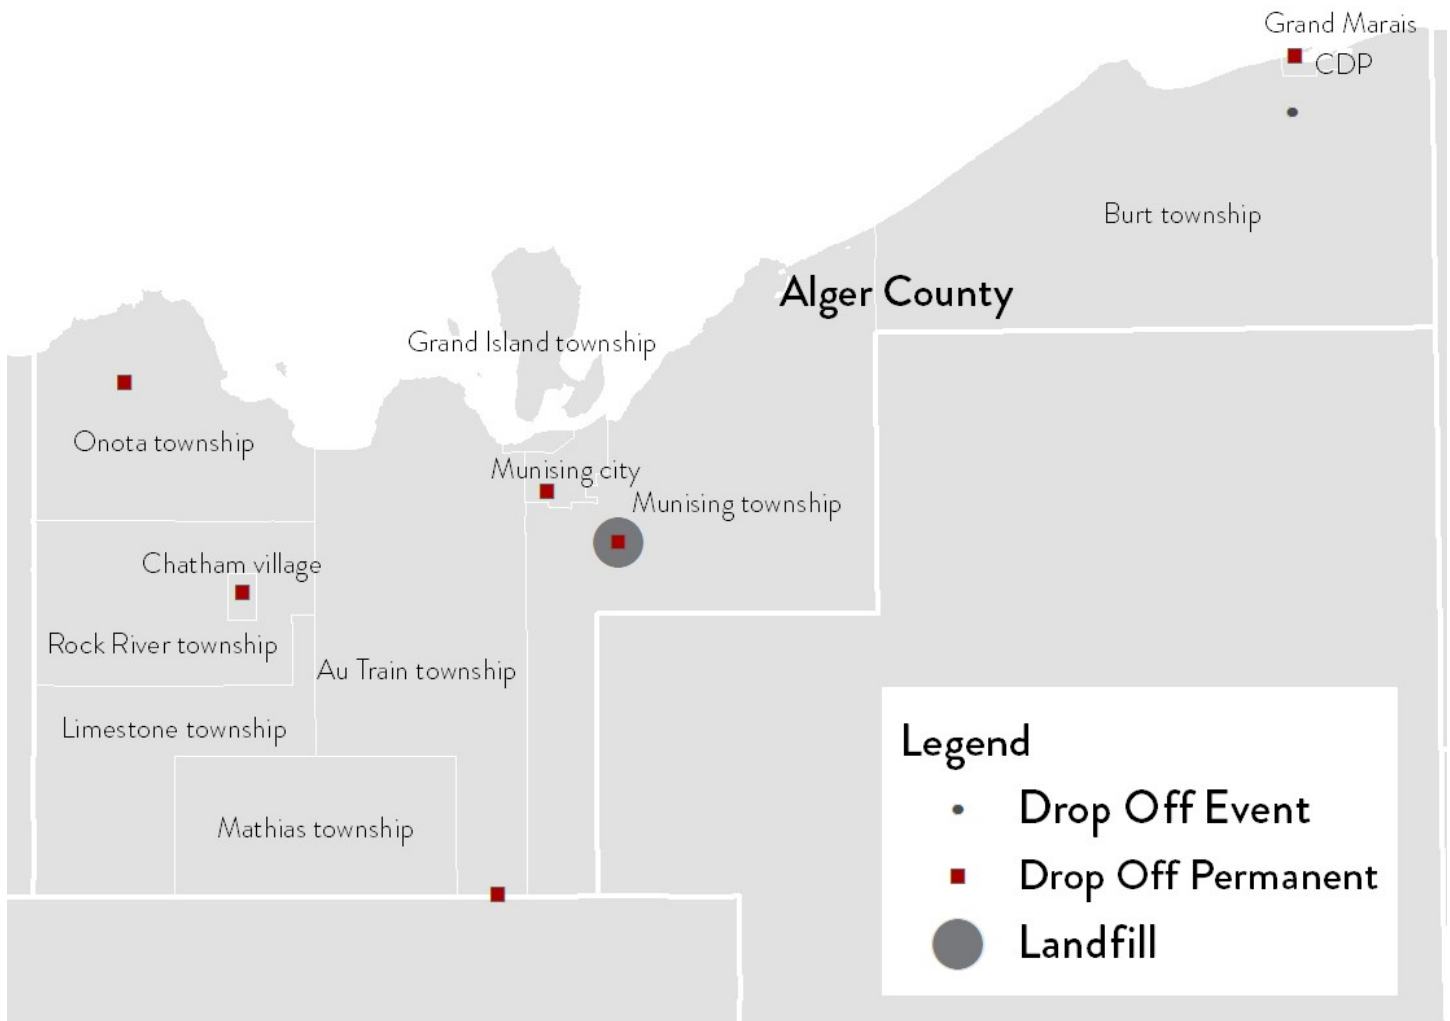 Grand Marais
CDP
Burt township
Alger County
Grand Island township
Onota township
Munising city
Munising township
Chatham village
Rock River township
Au Train township
Limestone township
Mathias township
Legend
Drop Off Event
Drop Off Permanent
Landfill